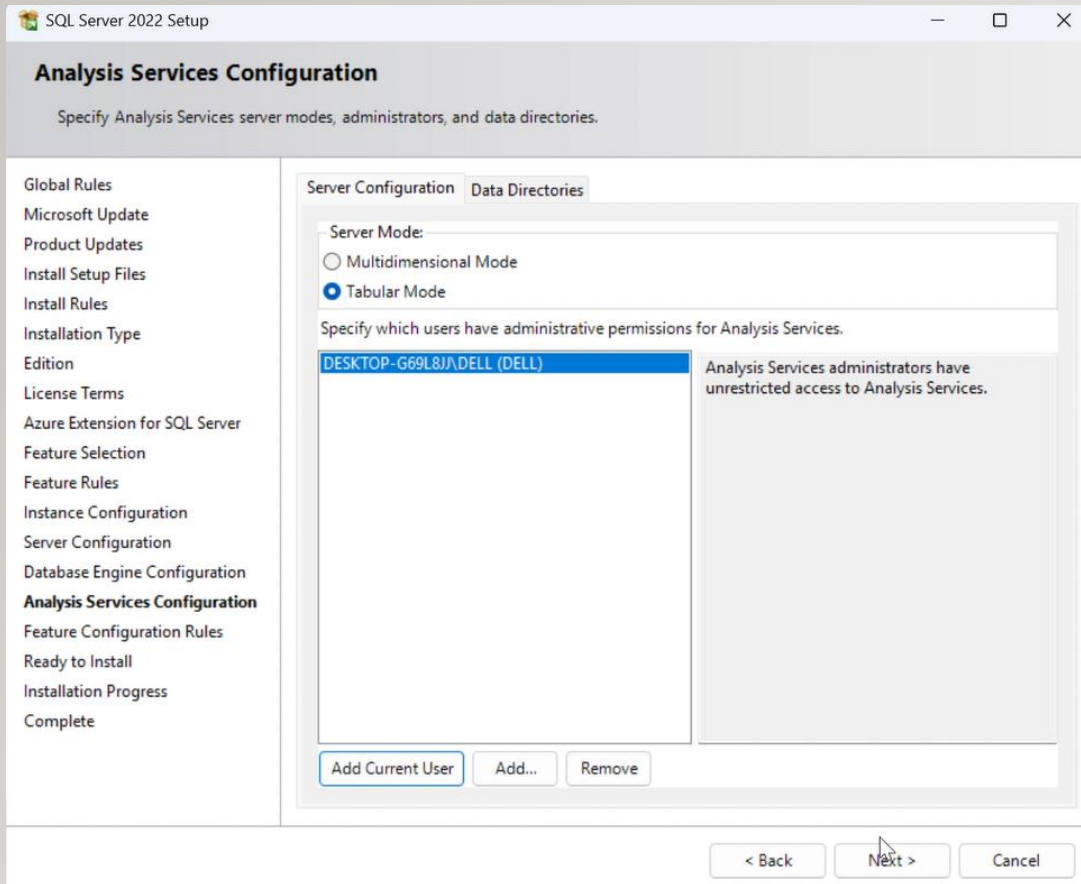 SQL Server 2022 Setup
Analysis Services Configuration
Specify Analysis Services server modes, administrators, and data directories.
Global Rules
Microsoft Update
Product Updates
Install Setup Files
Install Rules
Installation Type
Edition
License Terms
Azure Extension for SQL Server
Feature Selection
Feature Rules
Instance Configuration
Server Configuration
Database Engine Configuration
Analysis Services Configuration
Feature Configuration Rules
Ready to Install
Installation Progress
Complete
Server Configuration Data Directories
Server Mode:
Multidimensional Mode
Tabular Mode
Specify which users have administrative permissions for Analysis Services.
DESKTOP-G69L8JJ\DELL (DELL)
Analysis Services administrators have
unrestricted access to Analysis Services.
Add Current User Add... Remove
< Back Next > Cancel